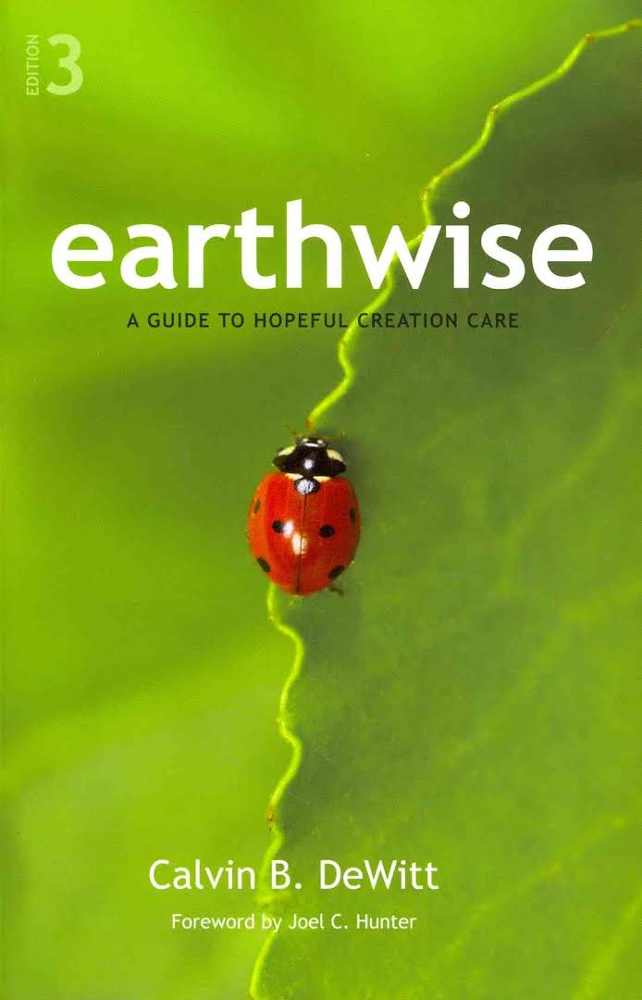 EDITION
3
earthwise
A GUIDE TO HOPEFUL CREATION CARE
Calvin B. DeWitt
Foreword by Joel C. Hunter